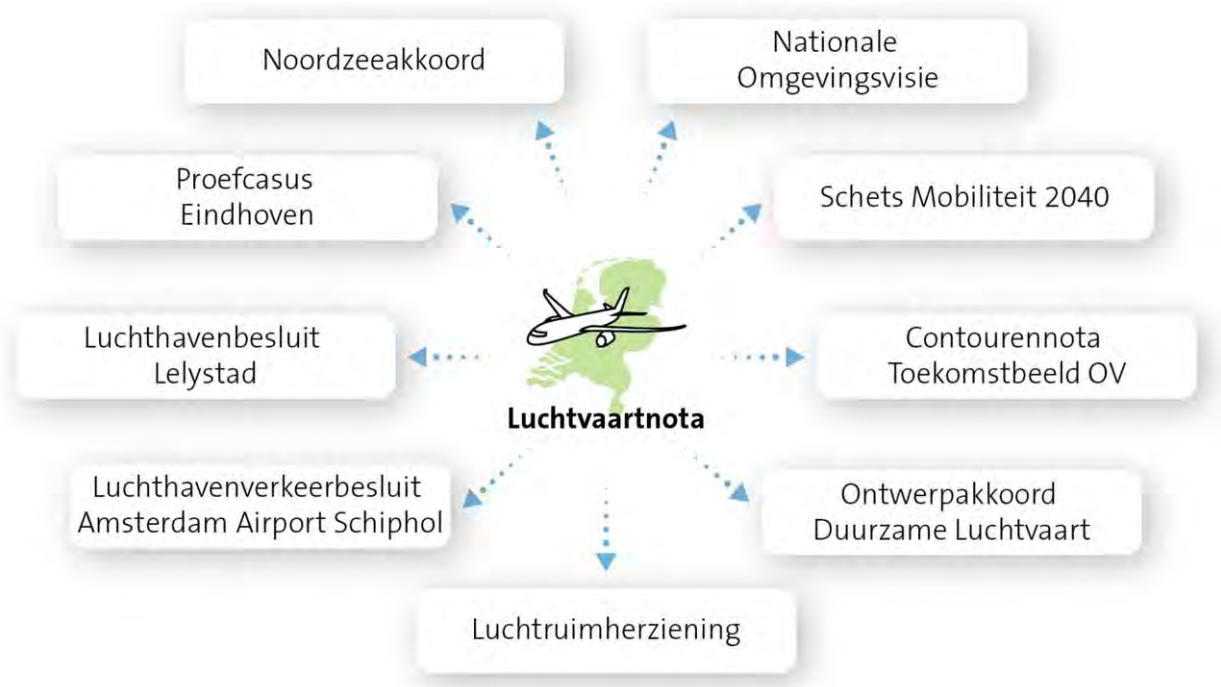 Noordzeeakkoord
Nationale
Omgevingsvisie
Proefcasus
Eindhoven
Schets Mobiliteit 2040
Luchthavenbesluit
Lelystad
Contourennota
Toekomstbeeld OV
Luchtvaartnota
Luchthavenverkeerbesluit
Amsterdam Airport Schiphol
Ontwerpakkoord
Duurzame Luchtvaart
Luchtruimherziening